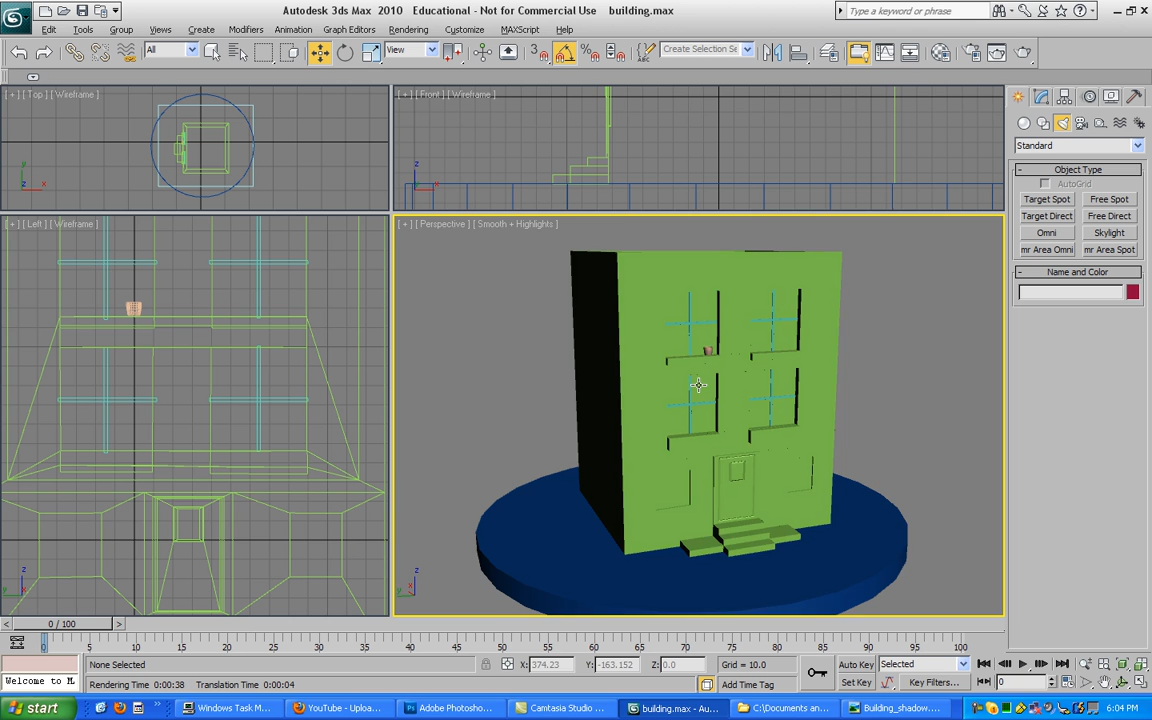 Autodesk 3ds Max 2010 Educational - Not for Commercial Use building.max
Type a keyword or phrase
Edit Tools Group Views Create Modifiers Animation Graph Editors Rendering Customize MAXScript Help
All View 3 Create Selection Se
[ + ] [ Top ] [ Wireframe ]
[ + ] [ Front ] [ Wireframe ]
[ + ] [ Left ] [ Wireframe ]
[ + ] [ Perspective ] [ Smooth + Highlights ]
Standard
- Object Type
AutoGrid
Target Spot Free Spot
Target Direct Free Direct
Omni Skylight
mr Area Omni mr Area Spot
- Name and Color
y x
z x
z y
z x y
< 0 / 100 >
0 5 10 15 20 25 30 35 40 45 50 55 60 65 70 75 80 85 90 95 100
None Selected X: 374.23 Y: -163.152 Z: 0.0 Grid = 10.0 Auto Key Selected
Welcome to M Rendering Time 0:00:38 Translation Time 0:00:04 Add Time Tag Set Key Key Filters... 0
start Windows Task M... YouTube - Uploa... Adobe Photosho... Camtasia Studio ... building.max - Au... C:\Documents an... Building_shadow.... 6:04 PM